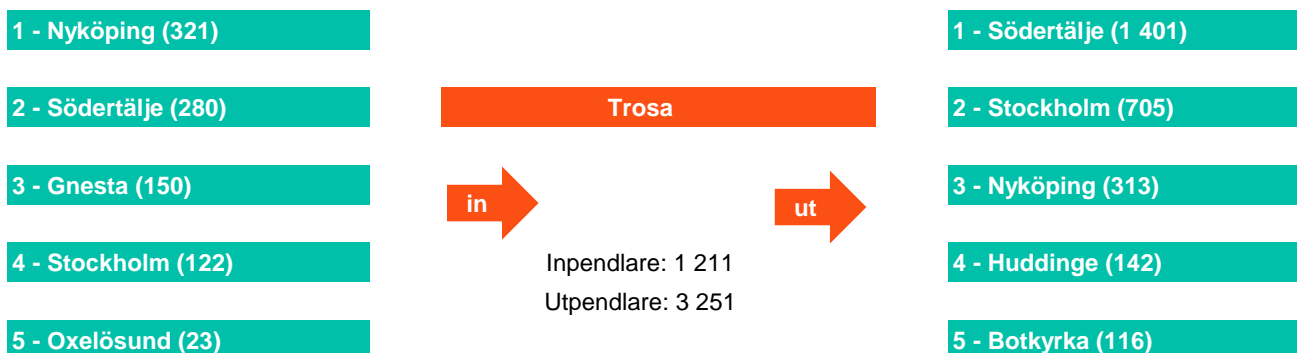 1 - Nyköping (321)
2 - Södertälje (280)
3 - Gnesta (150)
4 - Stockholm (122)
5 - Oxelösund (23)
Trosa
in
ut
Inpendlare: 1 211
Utpendlare: 3 251
1 - Södertälje (1 401)
2 - Stockholm (705)
3 - Nyköping (313)
4 - Huddinge (142)
5 - Botkyrka (116)